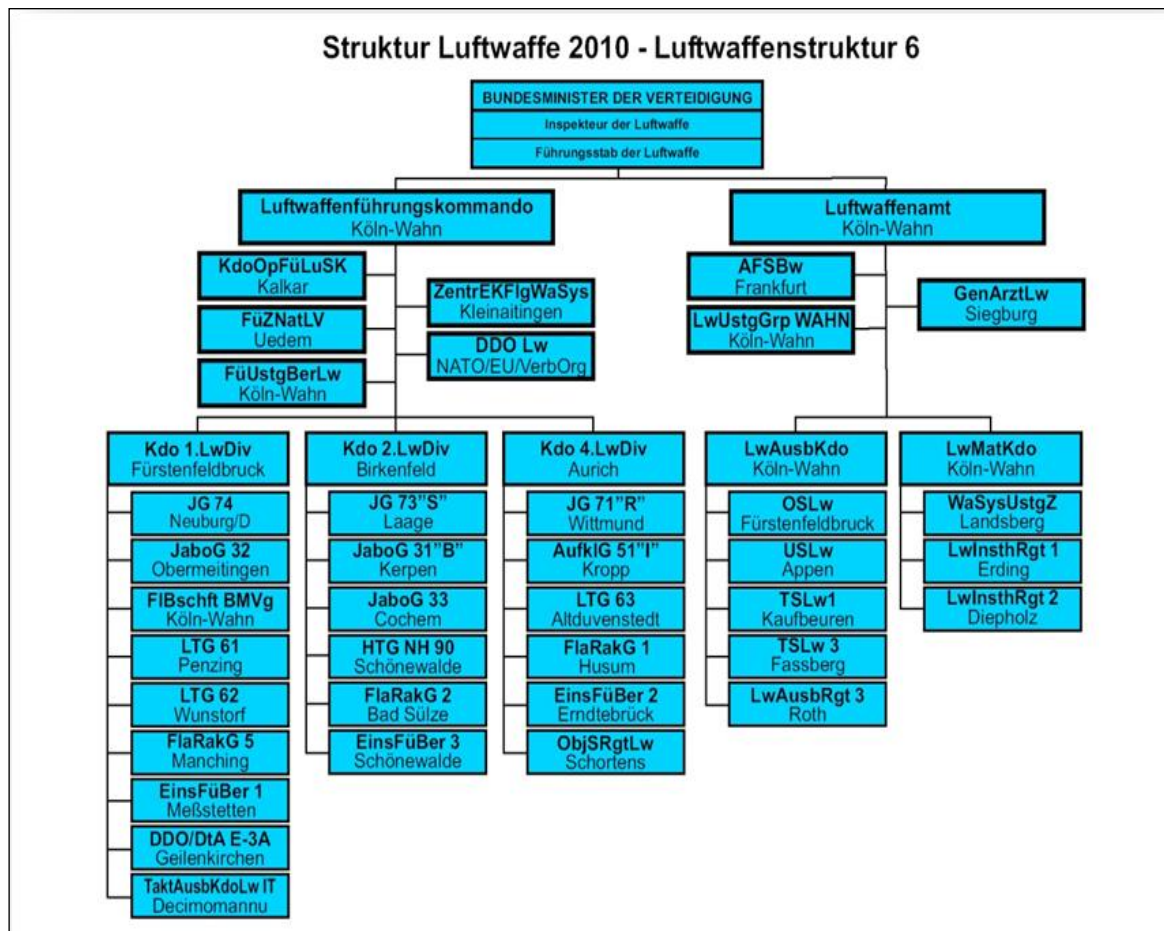 Struktur Luftwaffe 2010 - Luftwaffenstruktur 6
BUNDESMINISTER DER VERTEIDIGUNG
Inspekteur der Luftwaffe
Führungsstab der Luftwaffe
Luftwaffenführungskommando
Köln-Wahn
Luftwaffenamt
Köln-Wahn
KdoOpFüLuSK
Kalkar
ZentrEKFlgWaSys
Kleinaitingen
FüZNatLV
Uedem
DDO Lw
NATO/EU/VerbOrg
FüUstgBerLw
Köln-Wahn
AFSBw
Frankfurt
GenArztLw
Siegburg
LwUstgGrp WAHN
Köln-Wahn
Kdo 1.LwDiv
Fürstenfeldbruck
JG 74
Neuburg/D
JaboG 32
Obermeitingen
FlBschft BMVg
Köln-Wahn
LTG 61
Penzing
LTG 62
Wunstorf
FlaRakG 5
Manching
EinsFüBer 1
Meßstetten
DDO/DtA E-3A
Geilenkirchen
TaktAusbKdoLw IT
Decimomannu
Kdo 2.LwDiv
Birkenfeld
JG 73"S"
Laage
JaboG 31"B"
Kerpen
JaboG 33
Cochem
HTG NH 90
Schönewalde
FlaRakG 2
Bad Sülze
EinsFüBer 3
Schönewalde
Kdo 4.LwDiv
Aurich
JG 71"R"
Wittmund
AufklG 51"I"
Kropp
LTG 63
Altduvenstedt
FlaRakG 1
Husum
EinsFüBer 2
Erndtebrück
ObjSRgtLw
Schortens
LwAusbKdo
Köln-Wahn
OSLw
Fürstenfeldbruck
USLw
Appen
TSLw1
Kaufbeuren
TSLw 3
Fassberg
LwAusbRgt 3
Roth
LwMatKdo
Köln-Wahn
WaSysUstgZ
Landsberg
LwInsthRgt 1
Erding
LwInsthRgt 2
Diepholz